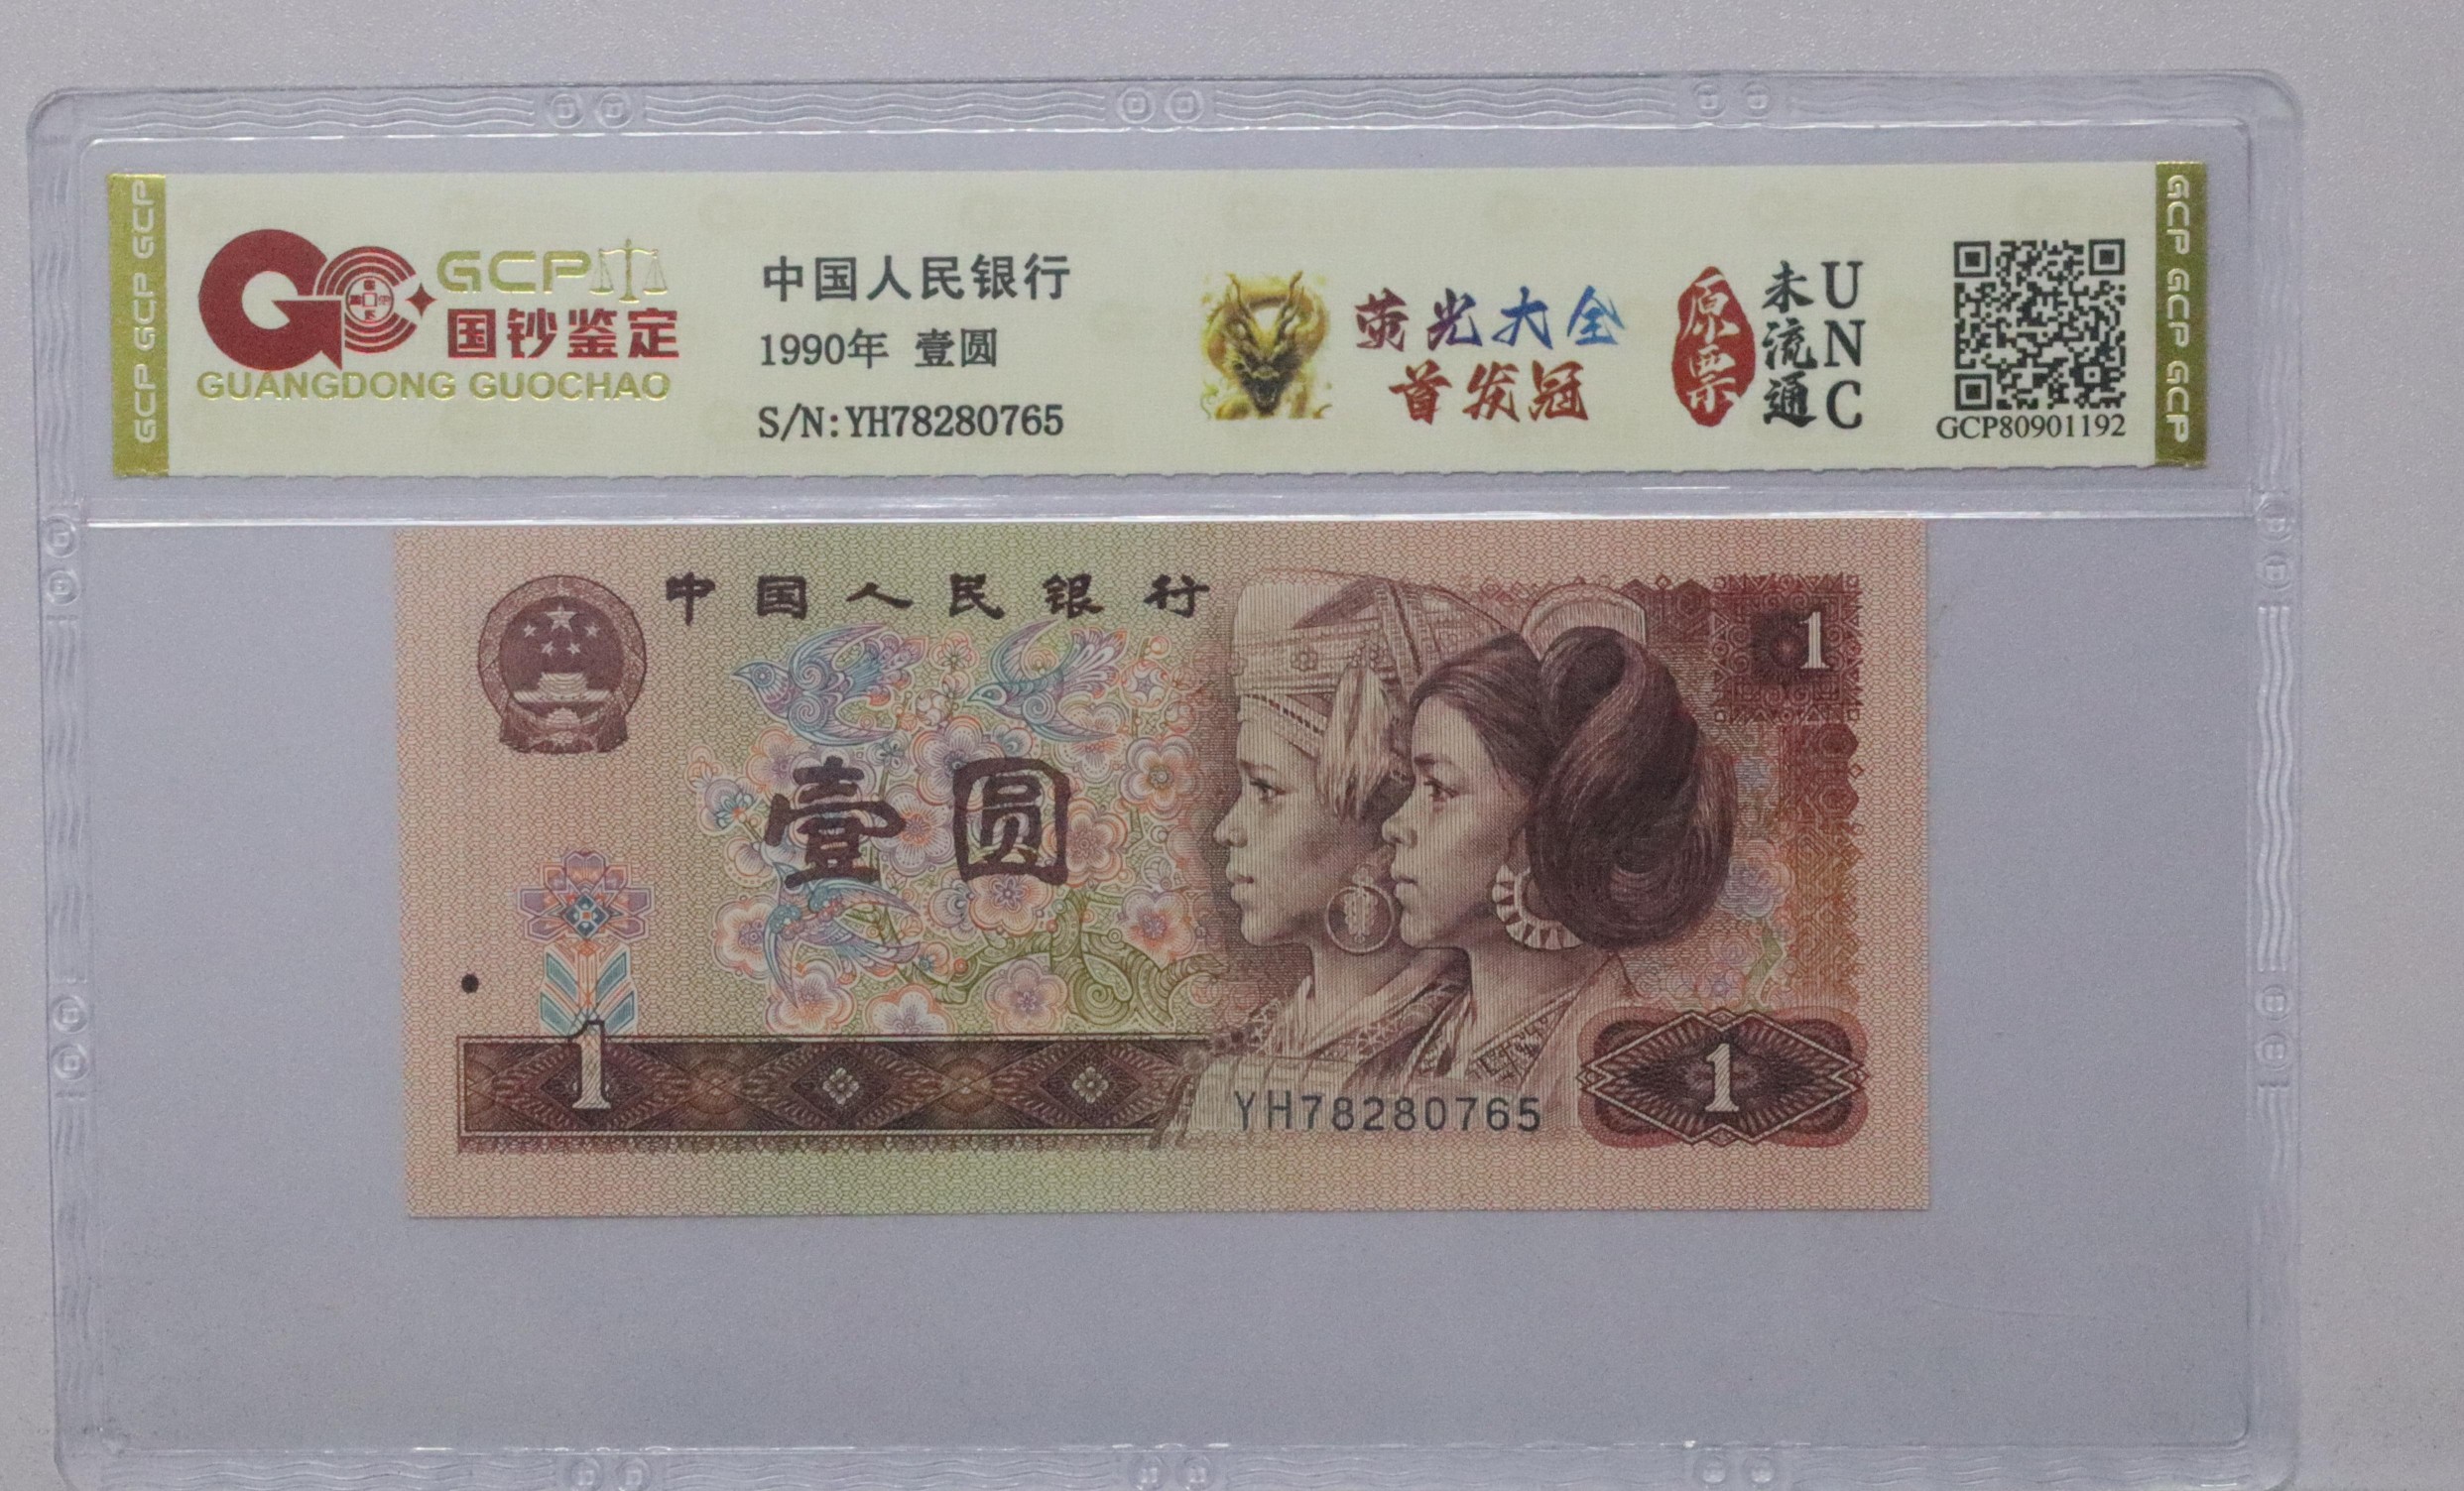 GCP GCP GCP
GCP
国钞鉴定
GUANGDONG GUOCHAO
中国人民银行
1990年 壹圆
S/N:YH78280765
荧光大全
首发冠
原票
未流通
UNC
GCP80901192
GCP GCP GCP
中国人民银行
1
壹圆
1
YH78280765
1